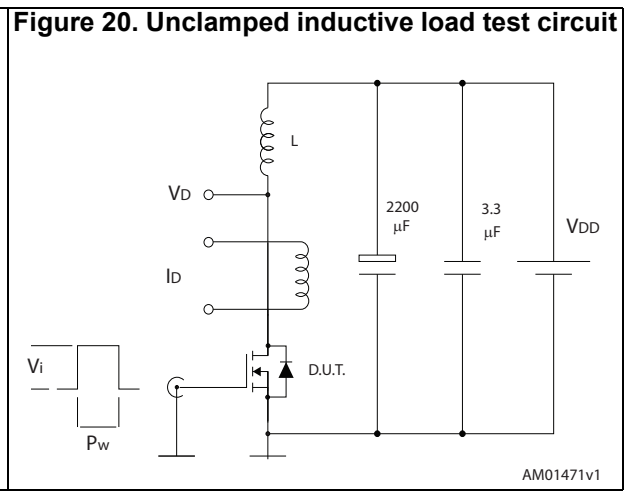 Figure 20. Unclamped inductive load test circuit
L
VD
2200
μF
3.3
μF
VDD
ID
Vi
D.U.T.
Pw
AM01471v1